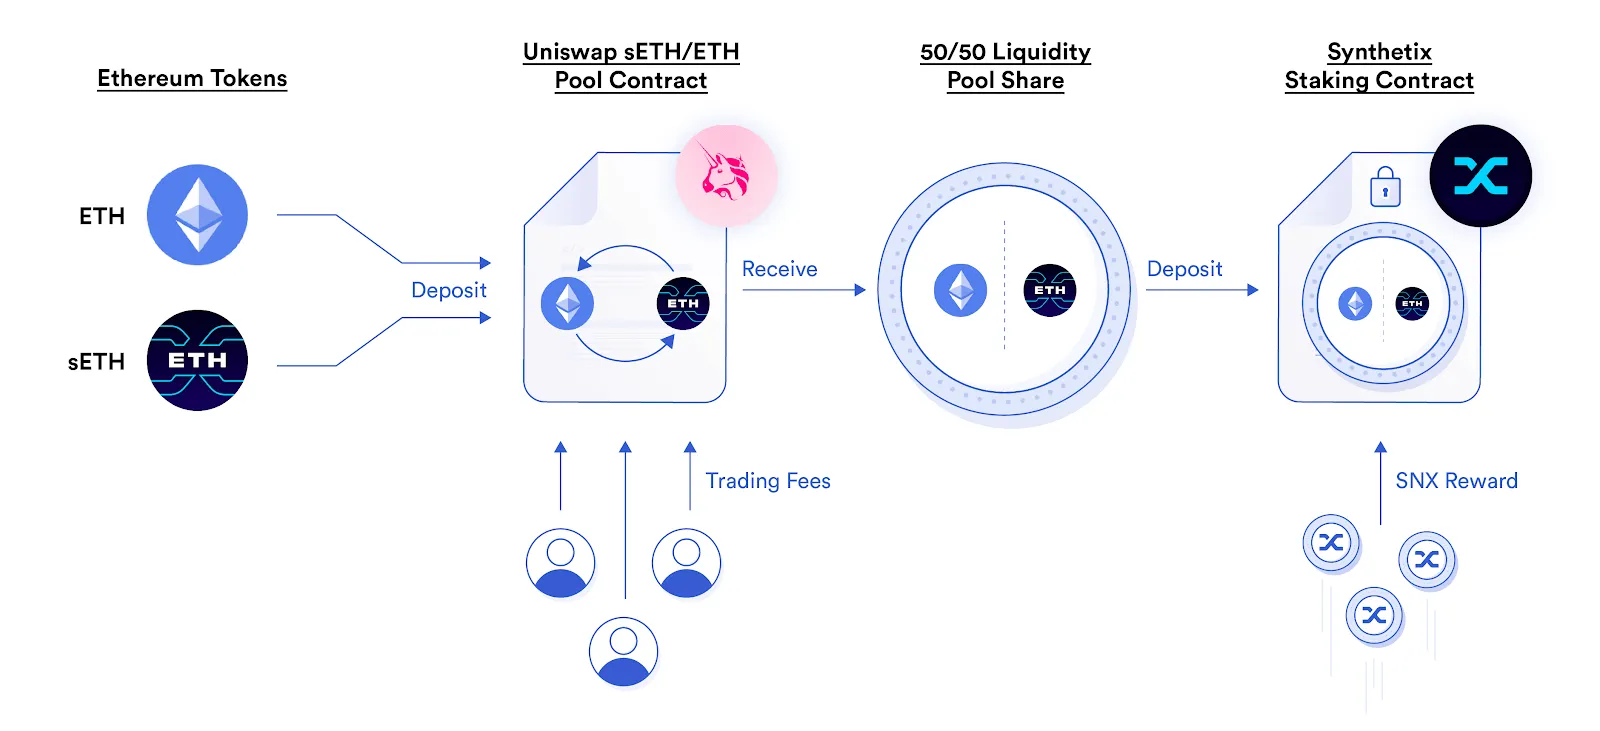 Ethereum Tokens
Uniswap sETH/ETH
Pool Contract
50/50 Liquidity
Pool Share
Synthetix
Staking Contract
ETH
sETH
ETH
Deposit
ETH
Receive
ETH
Deposit
ETH
Trading Fees
SNX Reward